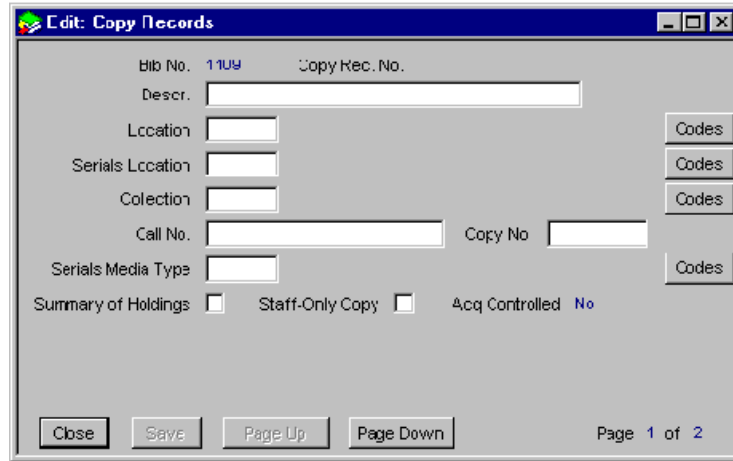 Edit: Copy Records
Bib No. 1109 Copy Rec. No.
Descr.
Location Codes
Serials Location Codes
Colection Codes
Call No. Copy No
Serials Media Type Codes
Summary of Holdings Staff-Only Copy Acq Controlled No
Close Save Page Up Page Down Page 1 of 2